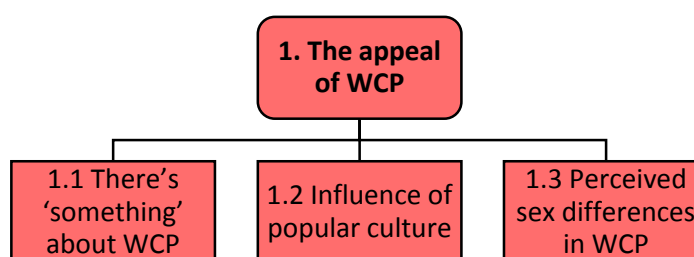 1. The appeal
of WCP
1.1 There’s
‘something’
about WCP
1.2 Influence of
popular culture
1.3 Perceived
sex differences
in WCP